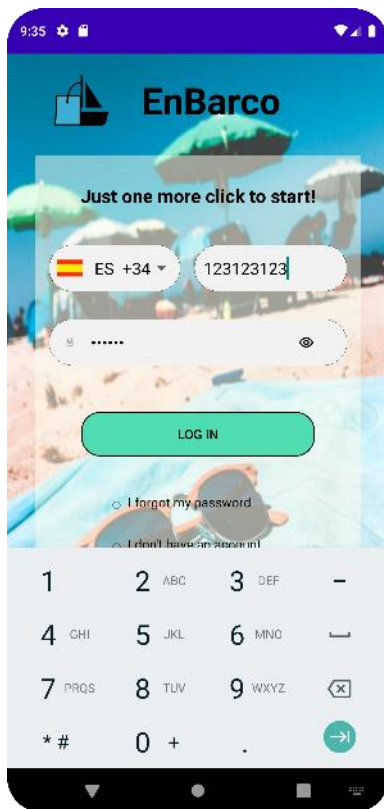 9:35
EnBarco
Just one more click to start!
ES +34 123123123
••••••
LOG IN
I forgot my password
I don't have an account
1 2 ABC 3 DEF -
4 GHI 5 JKL 6 MNO
7 PRQS 8 TUV 9 WXYZ
* # 0 + .